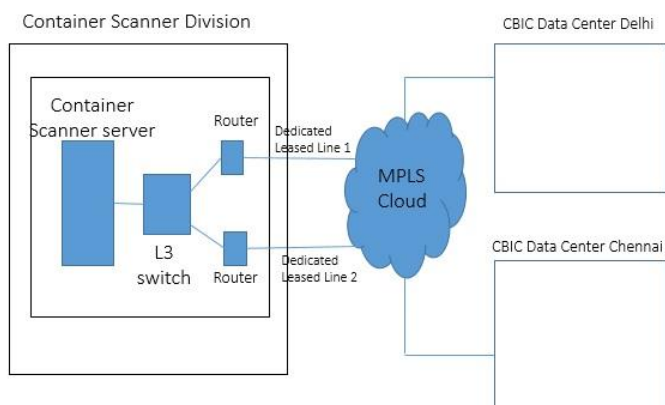 Container Scanner Division
CBIC Data Center Delhi
Container
Scanner server
Router
Dedicated
Leased Line 1
MPLS
Cloud
L3
switch
Router
Dedicated
Leased Line 2
CBIC Data Center Chennai